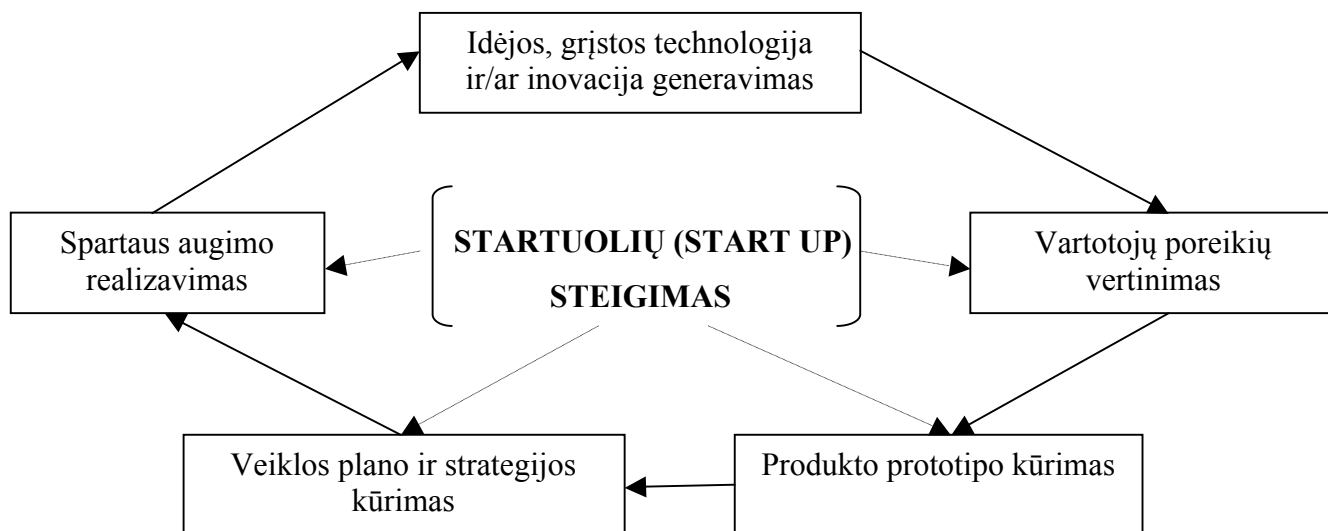 Idėjos, grįstos technologija
ir/ar inovacija generavimas
Spartaus augimo
realizavimas
STARTUOLIŲ (START UP)
STEIGIMAS
Vartotojų poreikių
vertinimas
Veiklos plano ir strategijos
kūrimas
Produkto prototipo kūrimas